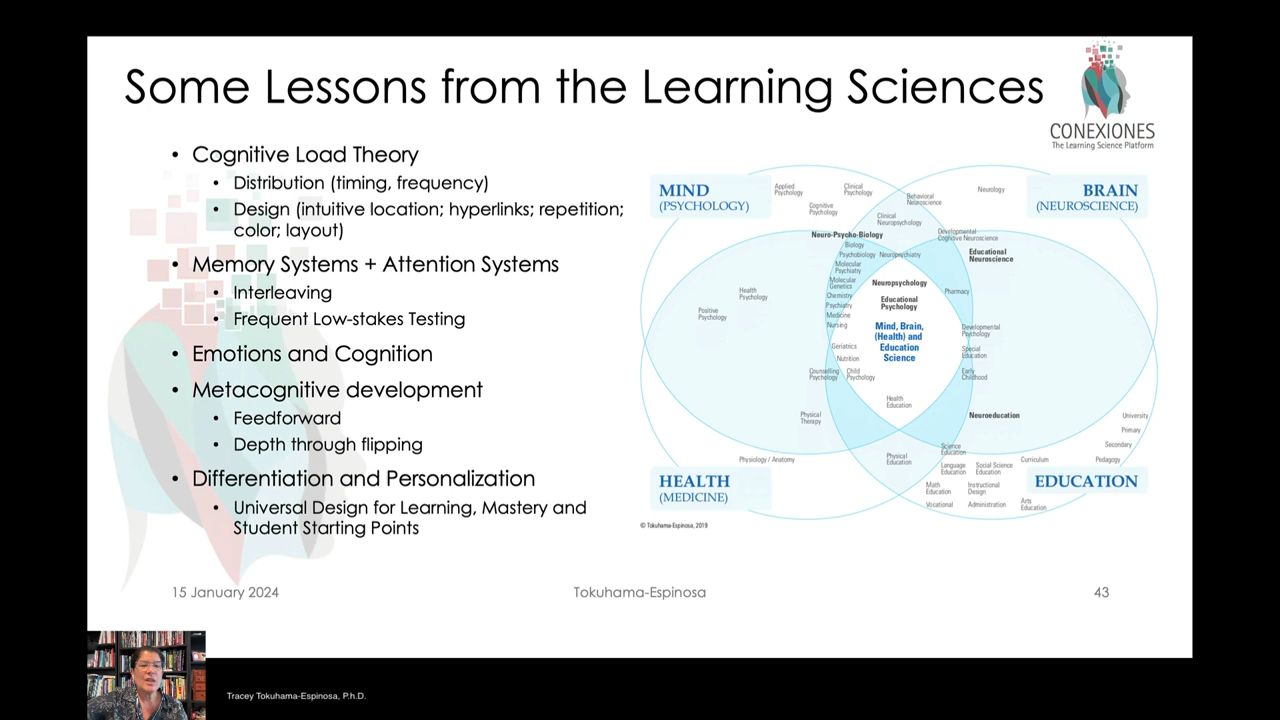 Some Lessons from the Learning Sciences
CONEXIONES
The Learning Science Platform
• Cognitive Load Theory
• Distribution (timing, frequency)
• Design (intuitive location; hyperlinks; repetition;
color; layout)
• Memory Systems + Attention Systems
• Interleaving
• Frequent Low-stakes Testing
• Emotions and Cognition
• Metacognitive development
• Feedforward
• Depth through flipping
• Differentiation and Personalization
• Universal Design for Learning, Mastery and
Student Starting Points
MIND
(PSYCHOLOGY)
Applied
Psychology
Clinical
Psychology
Cognitive
Psychology
Behavioral
Neuroscience
Neurology
BRAIN
(NEUROSCIENCE)
Clinical
Neuropsychology
Neuro-Psycho-Biology
Developmental
Cognitive Neuroscience
Biology
Psychobiology
Neuropsychiatry
Educational
Neuroscience
Molecular
Psychiatry
Molecular
Genetics
Neuropsychology
Chemistry
Educational
Psychology
Pharmacy
Health
Psychology
Positive
Psychology
Psychiatry
Medicine
Nursing
Mind, Brain,
(Health) and
Education
Science
Developmental
Psychology
Geriatrics
Special
Education
Nutrition
Counselling
Psychology
Child
Psychology
Early
Childhood
Health
Education
Physical
Therapy
Neuroeducation
University
Primary
Secondary
Pedagogy
Physiology / Anatomy
Physical
Education
Science
Education
Language
Education
Social Science
Education
Curriculum
Math
Education
Instructional
Design
Vocational
Administration
Arts
Education
HEALTH
(MEDICINE)
EDUCATION
© Tokuhama-Espinosa, 2019
15 January 2024
Tokuhama-Espinosa
43
Tracey Tokuhama-Espinosa, Ph.D.